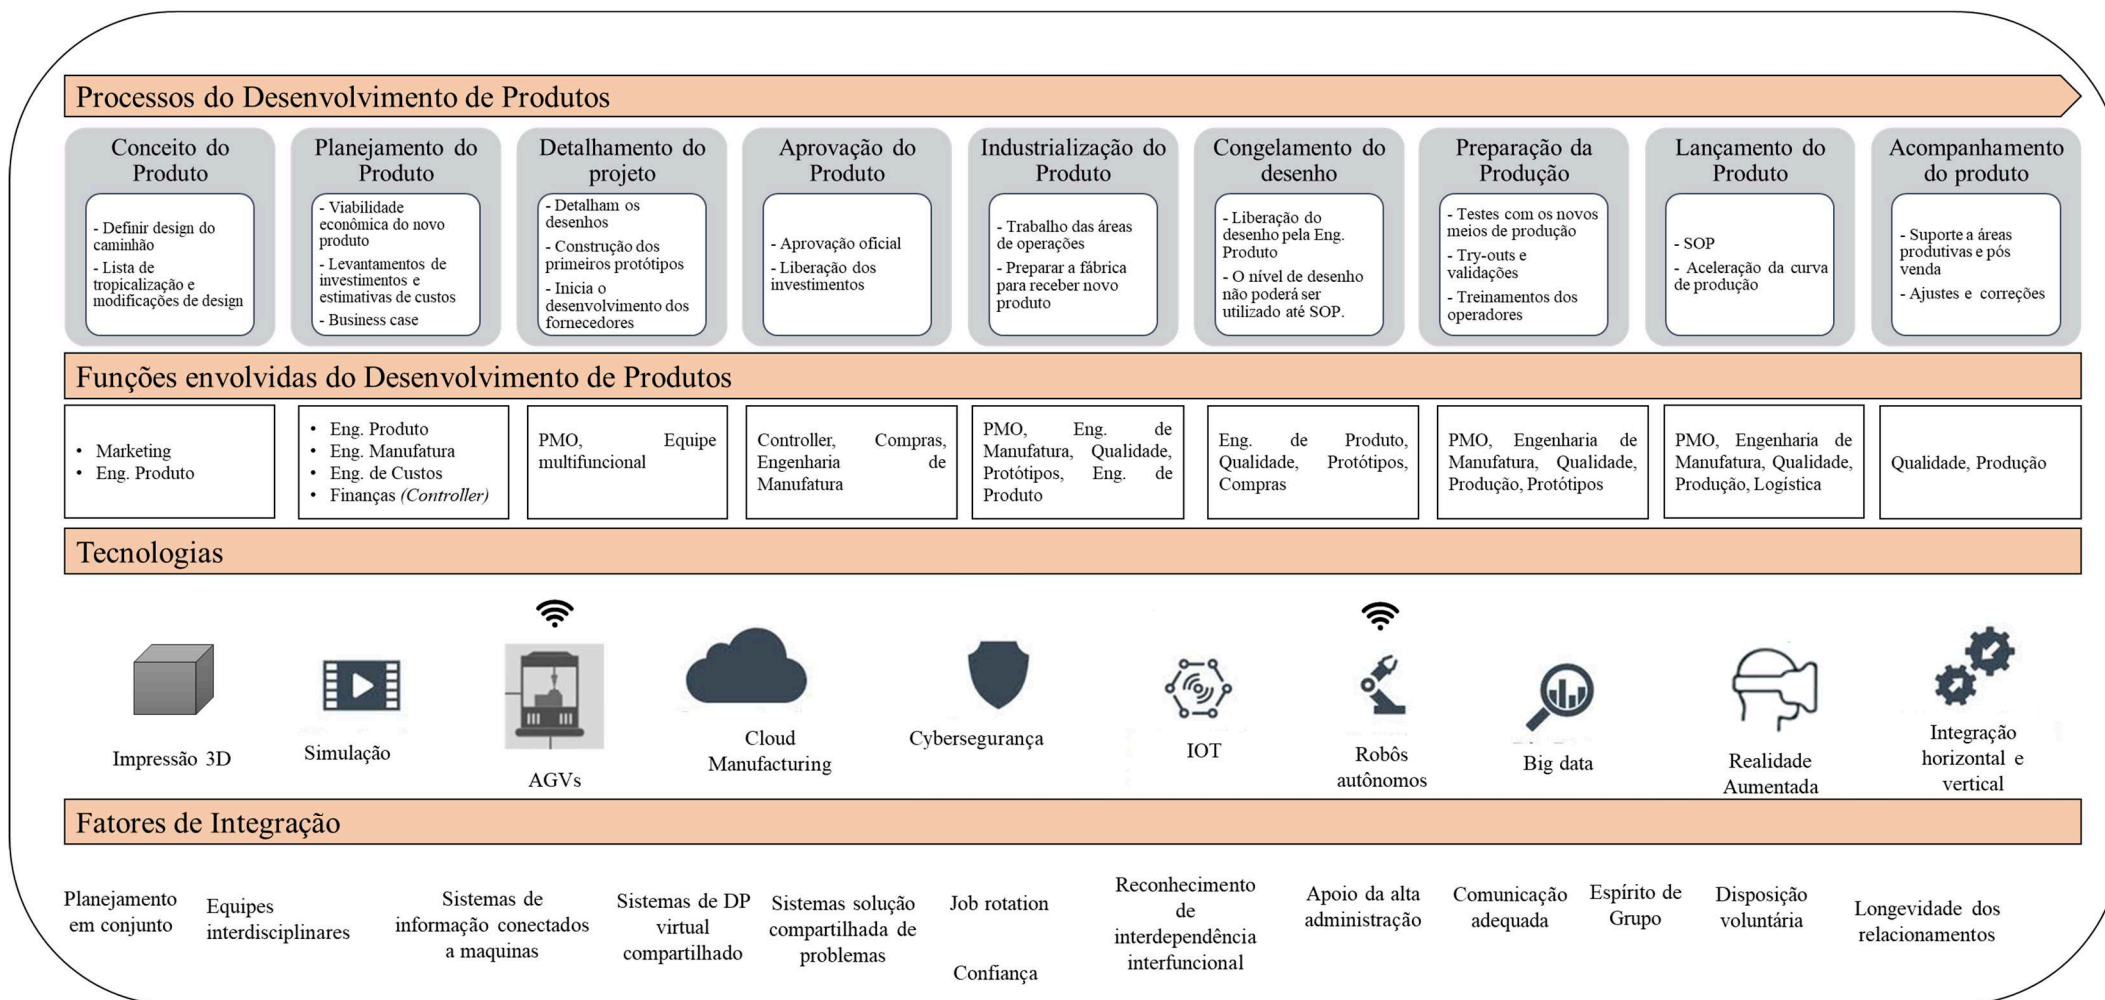 Processos do Desenvolvimento de Produtos
Conceito do
Produto
- Definir design do
caminhão
- Lista de
tropicalização e
modificações de design
Planejamento do
Produto
- Viabilidade
econômica do novo
produto
- Levantamentos de
investimentos e
estimativas de custos
- Business case
Detalhamento do
projeto
- Detalham os
desenhos
- Construção dos
primeiros protótipos
- Inicia o
desenvolvimento dos
fornecedores
Aprovação do
Produto
- Aprovação oficial
- Liberação dos
investimentos
Industrialização do
Produto
- Trabalho das áreas
de operações
- Preparar a fábrica
para receber novo
produto
Congelamento do
desenho
- Liberação do
desenho pela Eng.
Produto
- O nível de desenho
não poderá ser
utilizado até SOP.
Preparação da
Produção
- Testes com os novos
meios de produção
- Try-outs e
validações
- Treinamentos dos
operadores
Lançamento do
Produto
- SOP
- Aceleração da curva
de produção
Acompanhamento
do produto
- Suporte a áreas
produtivas e pós
venda
- Ajustes e correções
Funções envolvidas do Desenvolvimento de Produtos
• Marketing
• Eng. Produto
• Eng. Produto
• Eng. Manufatura
• Eng. de Custos
• Finanças (Controller)
PMO, Equipe
multifuncional
Controller, Compras,
Engenharia de
Manufatura
PMO, Eng. de
Manufatura, Qualidade,
Protótipos, Eng. de
Produto
Eng. de Produto,
Qualidade, Protótipos,
Compras
PMO, Engenharia de
Manufatura, Qualidade,
Produção, Protótipos
PMO, Engenharia de
Manufatura, Qualidade,
Produção, Logística
Qualidade, Produção
Tecnologias
Impressão 3D
Simulação
AGVs
Cloud
Manufacturing
Cybersegurança
IOT
Robôs
autônomos
Big data
Realidade
Aumentada
Integração
horizontal e
vertical
Fatores de Integração
Planejamento
em conjunto
Equipes
interdisciplinares
Sistemas de
informação conectados
a maquinas
Sistemas de DP
virtual
compartilhado
Sistemas solução
compartilhada de
problemas
Job rotation
Confiança
Reconhecimento
de
interdependência
interfuncional
Apoio da alta
administração
Comunicação
adequada
Espírito de
Grupo
Disposição
voluntária
Longevidade dos
relacionamentos